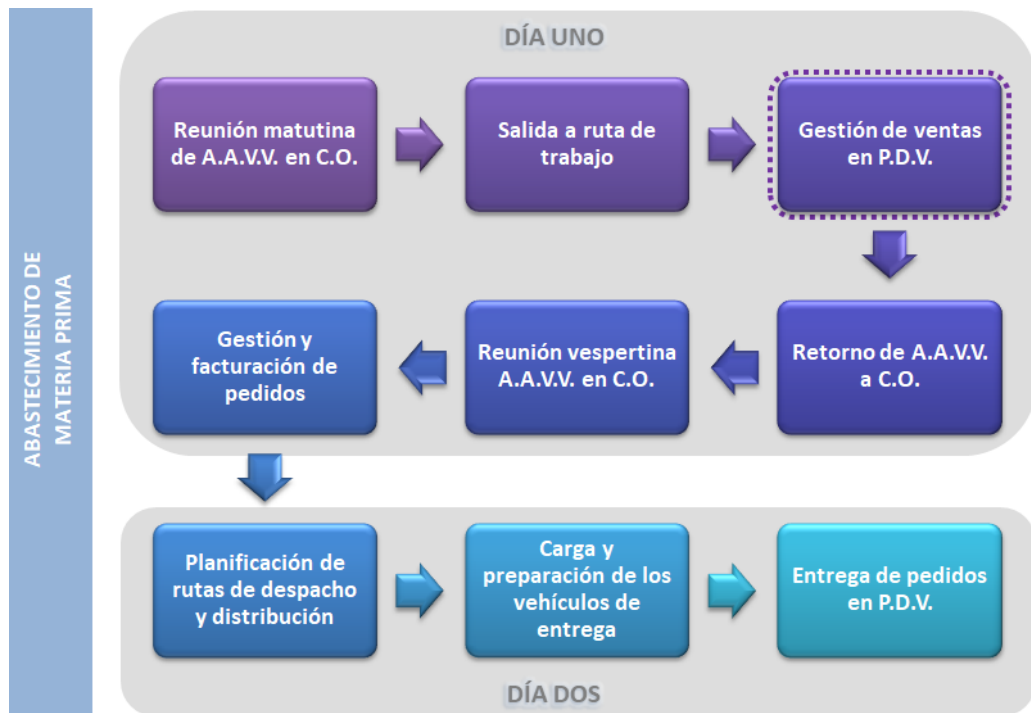 ABASTECIMIENTO DE
MATERIA PRIMA
DÍA UNO
Reunión matutina
de A.A.V.V. en C.O.
Salida a ruta de
trabajo
Gestión de ventas
en P.D.V.
Retorno de A.A.V.V.
a C.O.
Reunión vespertina
A.A.V.V. en C.O.
Gestión y
facturación de
pedidos
Planificación de
rutas de despacho
y distribución
Carga y
preparación de los
vehículos de
entrega
Entrega de pedidos
en P.D.V.
DÍA DOS